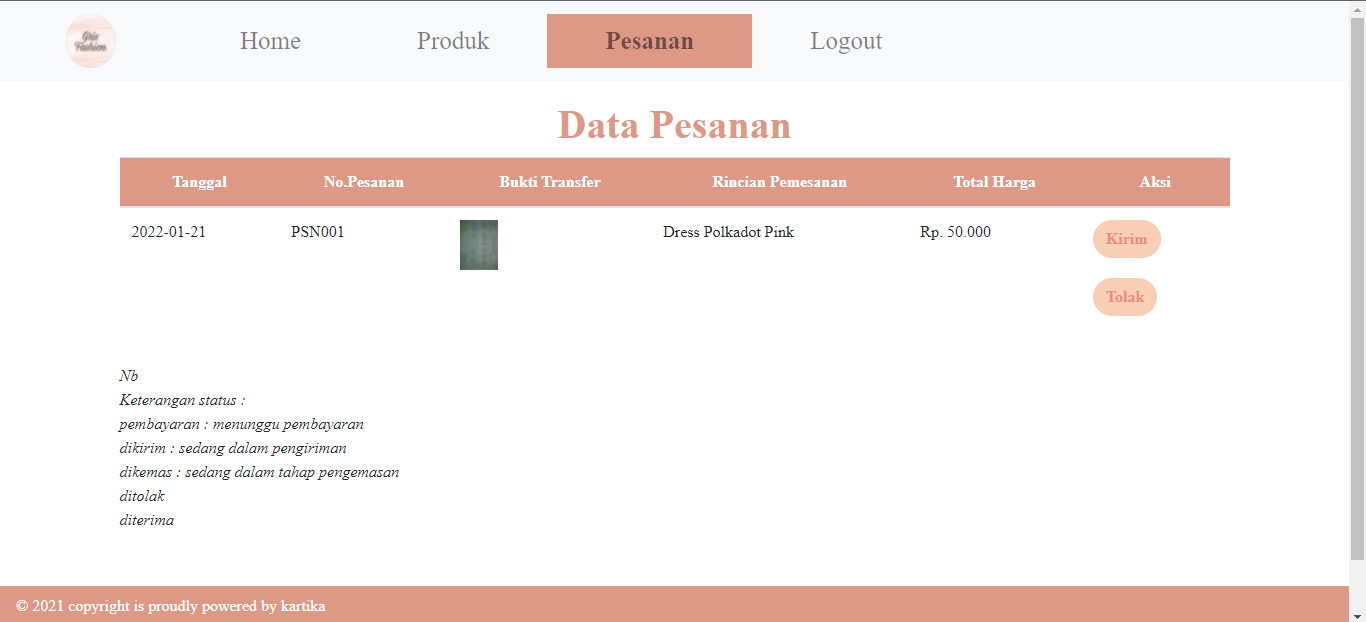 Gris Fashion
Home Produk Pesanan Logout
Data Pesanan
Tanggal No.Pesanan Bukti Transfer Rincian Pemesanan Total Harga Aksi
2022-01-21 PSN001 Dress Polkadot Pink Rp. 50.000 Kirim
Tolak
Nb
Keterangan status :
pembayaran : menunggu pembayaran
dikirim : sedang dalam pengiriman
dikemas : sedang dalam tahap pengemasan
ditolak
diterima
© 2021 copyright is proudly powered by kartika